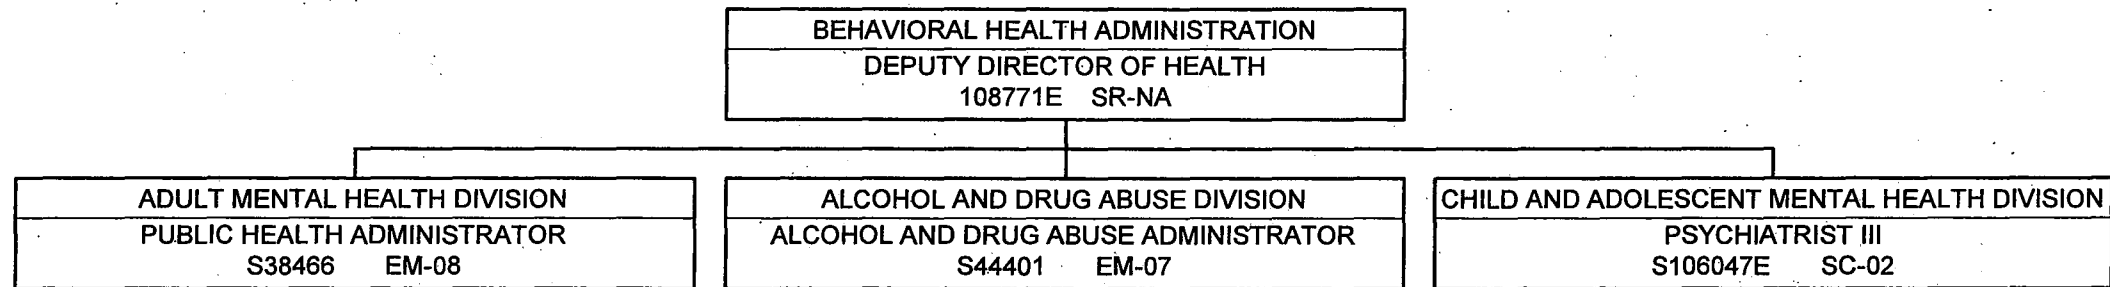 BEHAVIORAL HEALTH ADMINISTRATION
DEPUTY DIRECTOR OF HEALTH
108771E SR-NA
ADULT MENTAL HEALTH DIVISION
PUBLIC HEALTH ADMINISTRATOR
S38466 EM-08
ALCOHOL AND DRUG ABUSE DIVISION
ALCOHOL AND DRUG ABUSE ADMINISTRATOR
S44401 EM-07
CHILD AND ADOLESCENT MENTAL HEALTH DIVISION
PSYCHIATRIST III
S106047E SC-02